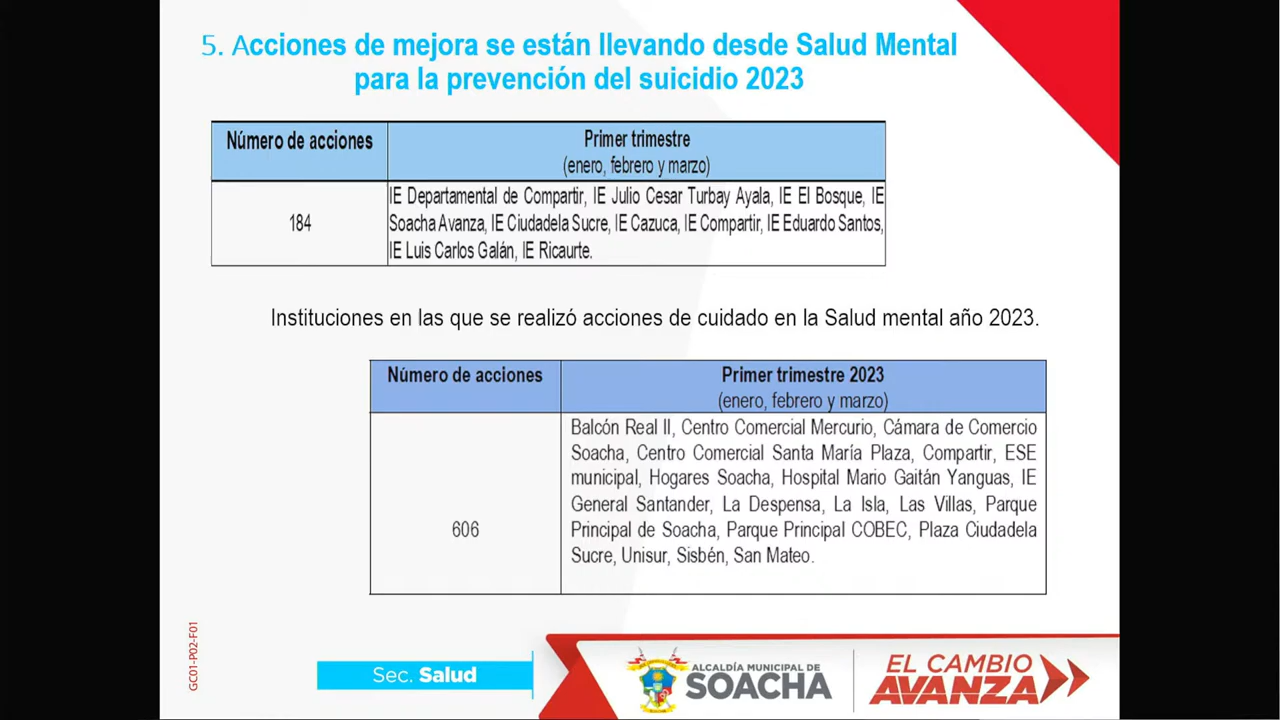 5. Acciones de mejora se están llevando desde Salud Mental
para la prevención del suicidio 2023
Número de acciones
Primer trimestre
(enero, febrero y marzo)
184
IE Departamental de Compartir, IE Julio Cesar Turbay Ayala, IE El Bosque, IE
Soacha Avanza, IE Ciudadela Sucre, IE Cazuca, IE Compartir, IE Eduardo Santos,
IE Luis Carlos Galán, IE Ricaurte.
Instituciones en las que se realizó acciones de cuidado en la Salud mental año 2023.
Número de acciones
Primer trimestre 2023
(enero, febrero y marzo)
606
Balcón Real II, Centro Comercial Mercurio, Cámara de Comercio
Soacha, Centro Comercial Santa María Plaza, Compartir, ESE
municipal, Hogares Soacha, Hospital Mario Gaitán Yanguas, IE
General Santander, La Despensa, La Isla, Las Villas, Parque
Principal de Soacha, Parque Principal COBEC, Plaza Ciudadela
Sucre, Unisur, Sisbén, San Mateo.
GC01-P02-F01
Sec. Salud
ALCALDÍA MUNICIPAL DE
SOACHA
EL CAMBIO
AVANZA